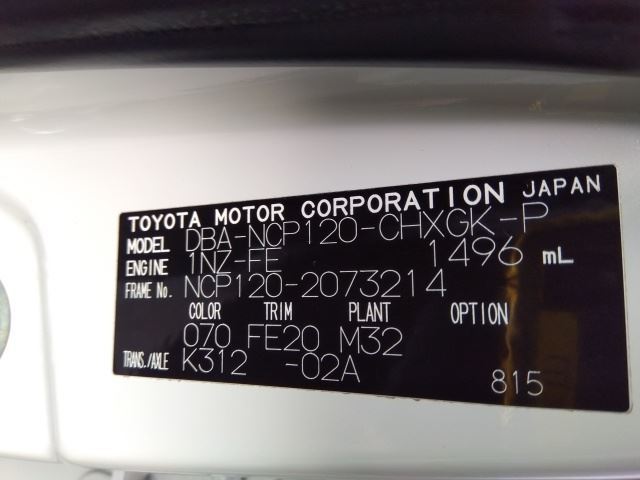 TOYOTA MOTOR CORPORATION JAPAN
MODEL DBA-NCP120-CHXGK-P
ENGINE 1NZ-FE 1496 mL
FRAME No. NCP120-2073214
COLOR TRIM PLANT OPTION
070 FE20 M32
TRANS./AXLE K312 -02A
815